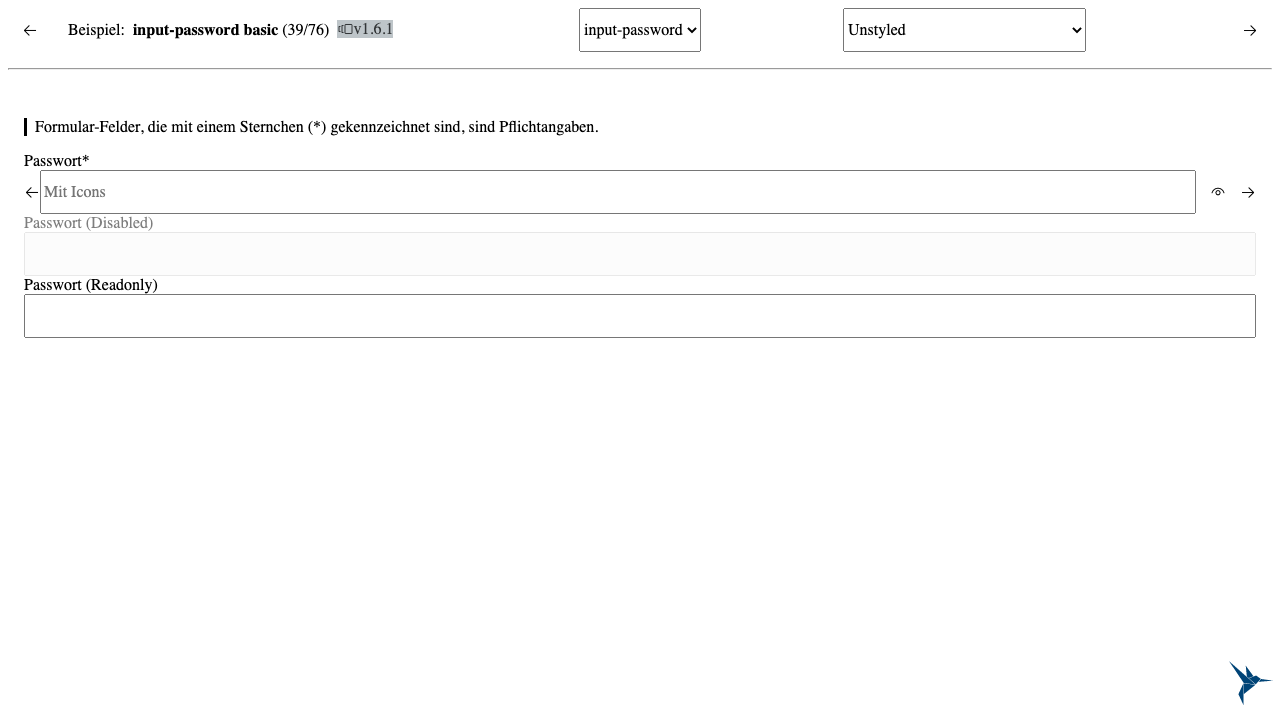 Beispiel: input-password basic (39/76) v1.6.1 input-password Unstyled
Formular-Felder, die mit einem Sternchen (*) gekennzeichnet sind, sind Pflichtangaben.
Passwort*
Mit Icons
Passwort (Disabled)
Passwort (Readonly)